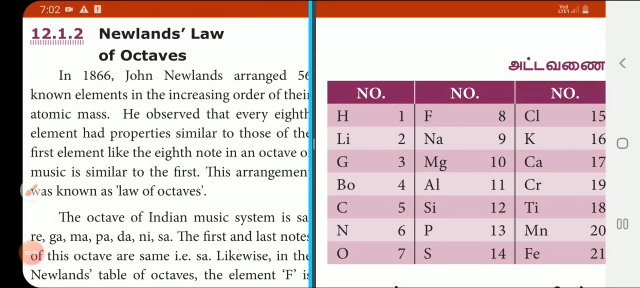 7:02
12.1.2 Newlands' Law
of Octaves
In 1866, John Newlands arranged 56
known elements in the increasing order of their
atomic mass. He observed that every eighth
element had properties similar to those of the
first element like the eighth note in an octave o
music is similar to the first. This arrangemen
was known as 'law of octaves'.
The octave of Indian music system is sa
re, ga, ma, pa, da, ni, sa. The first and last note
of this octave are same i.e. sa. Likewise, in the
Newlands' table of octaves, the element 'F' is
அட்டவணை
NO. NO. NO.
H 1 F 8 Cl 15
Li 2 Na 9 K 16
G 3 Mg 10 Ca 17
Bo 4 Al 11 Cr 19
C 5 Si 12 Ti 18
N 6 P 13 Mn 20
O 7 S 14 Fe 21